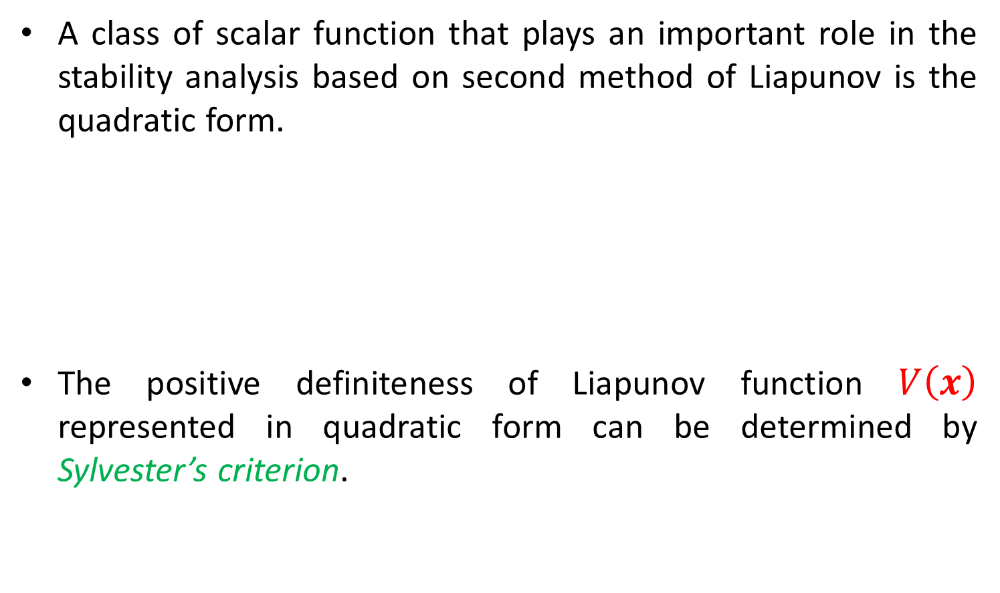 • A class of scalar function that plays an important role in the
stability analysis based on second method of Liapunov is the
quadratic form.
• The positive definiteness of Liapunov function V(x)
represented in quadratic form can be determined by
Sylvester’s criterion.